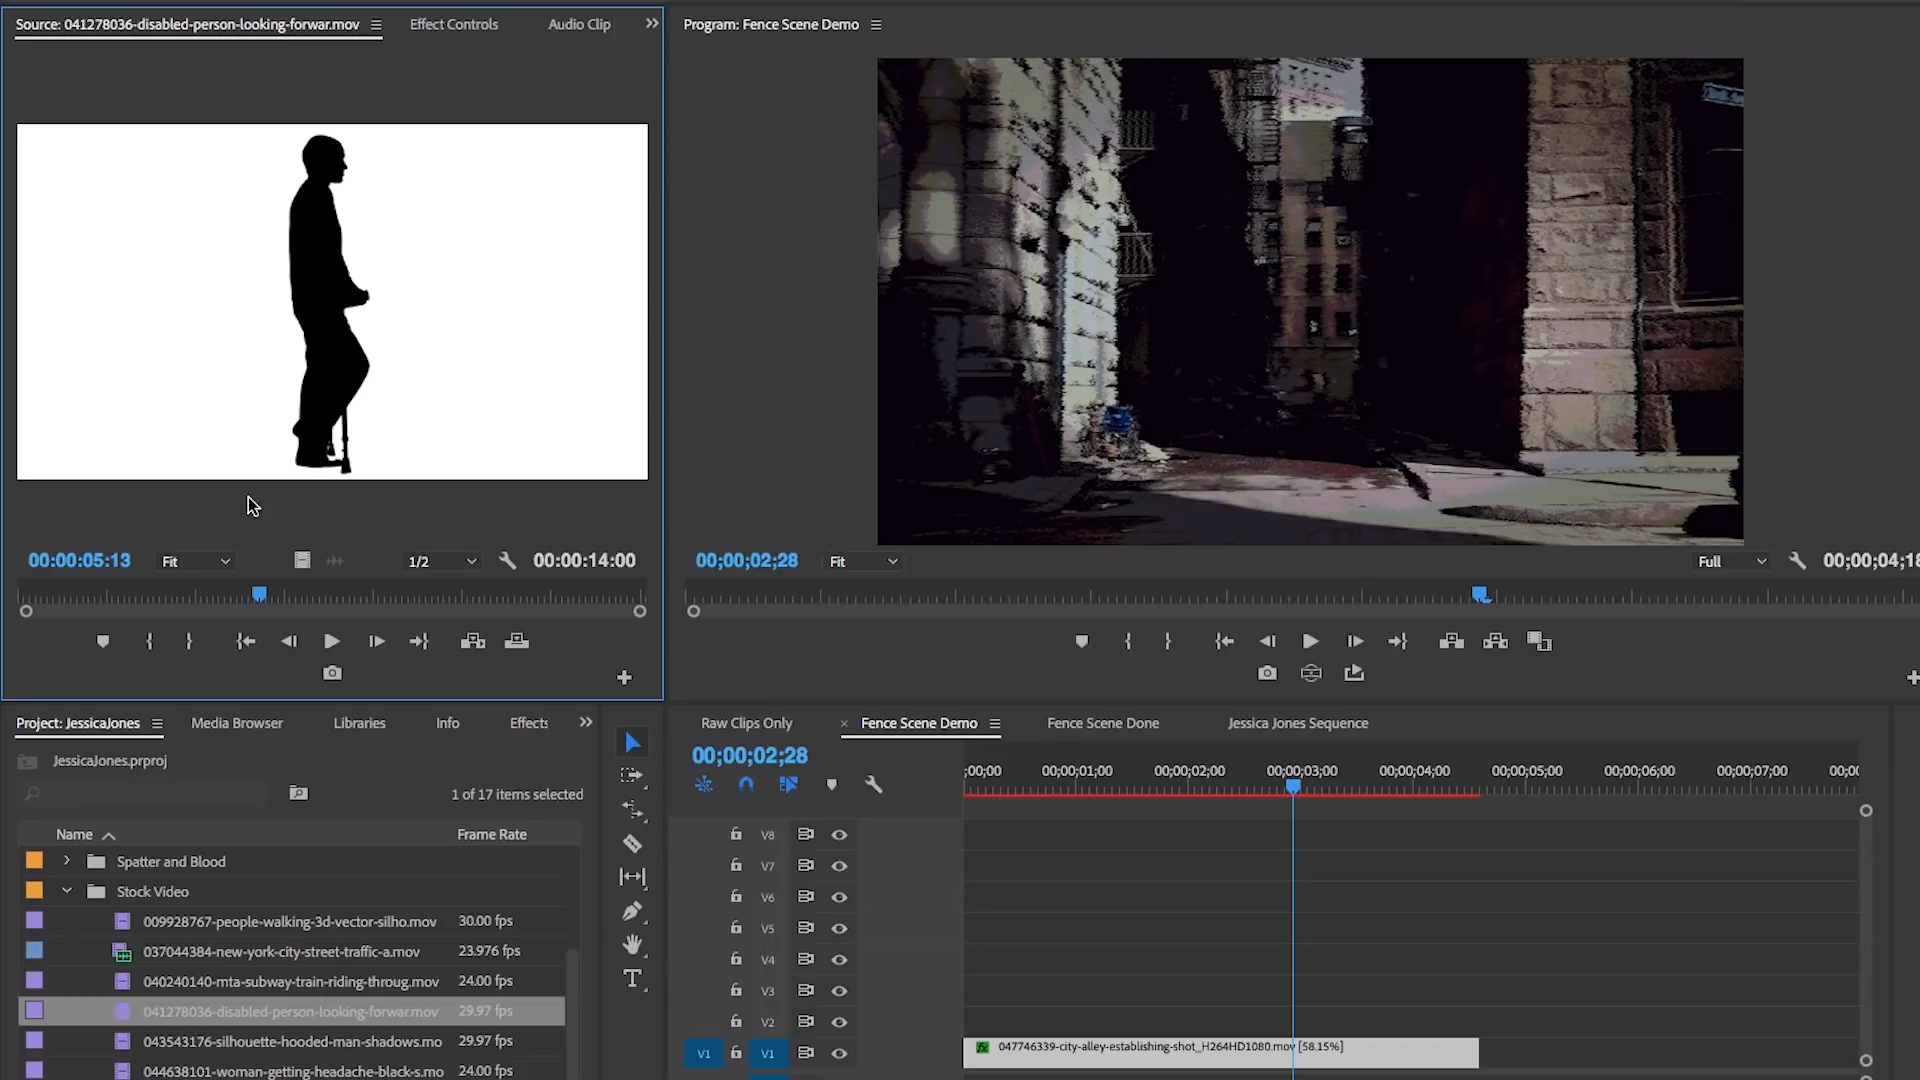 Source: 041278036-disabled-person-looking-forwar.mov
Effect Controls
Audio Clip
Program: Fence Scene Demo
00:00:05:13
Fit
1/2
00:00:14:00
00;00;02;28
Fit
Full
00;00;04;18
Project: JessicaJones
Media Browser
Libraries
Info
Effects
JessicaJones.prproj
1 of 17 items selected
Name
Frame Rate
Spatter and Blood
Stock Video
009928767-people-walking-3d-vector-silho.mov 30.00 fps
037044384-new-york-city-street-traffic-a.mov 23.976 fps
040240140-mta-subway-train-riding-throug.mov 24.00 fps
041278036-disabled-person-looking-forwar.mov 29.97 fps
043543176-silhouette-hooded-man-shadows.mo 29.97 fps
044638101-woman-getting-headache-black-s.mo 24.00 fps
Raw Clips Only
Fence Scene Demo
Fence Scene Done
Jessica Jones Sequence
00;00;02;28
;00;00 00;00;01;00 00;00;02;00 00;00;03;00 00;00;04;00 00;00;05;00 00;00;06;00 00;00;07;00 00;0
V8
V7
V6
V5
V4
V3
V2
V1 V1
fx 047746339-city-alley-establishing-shot_H264HD1080.mov [58.15%]